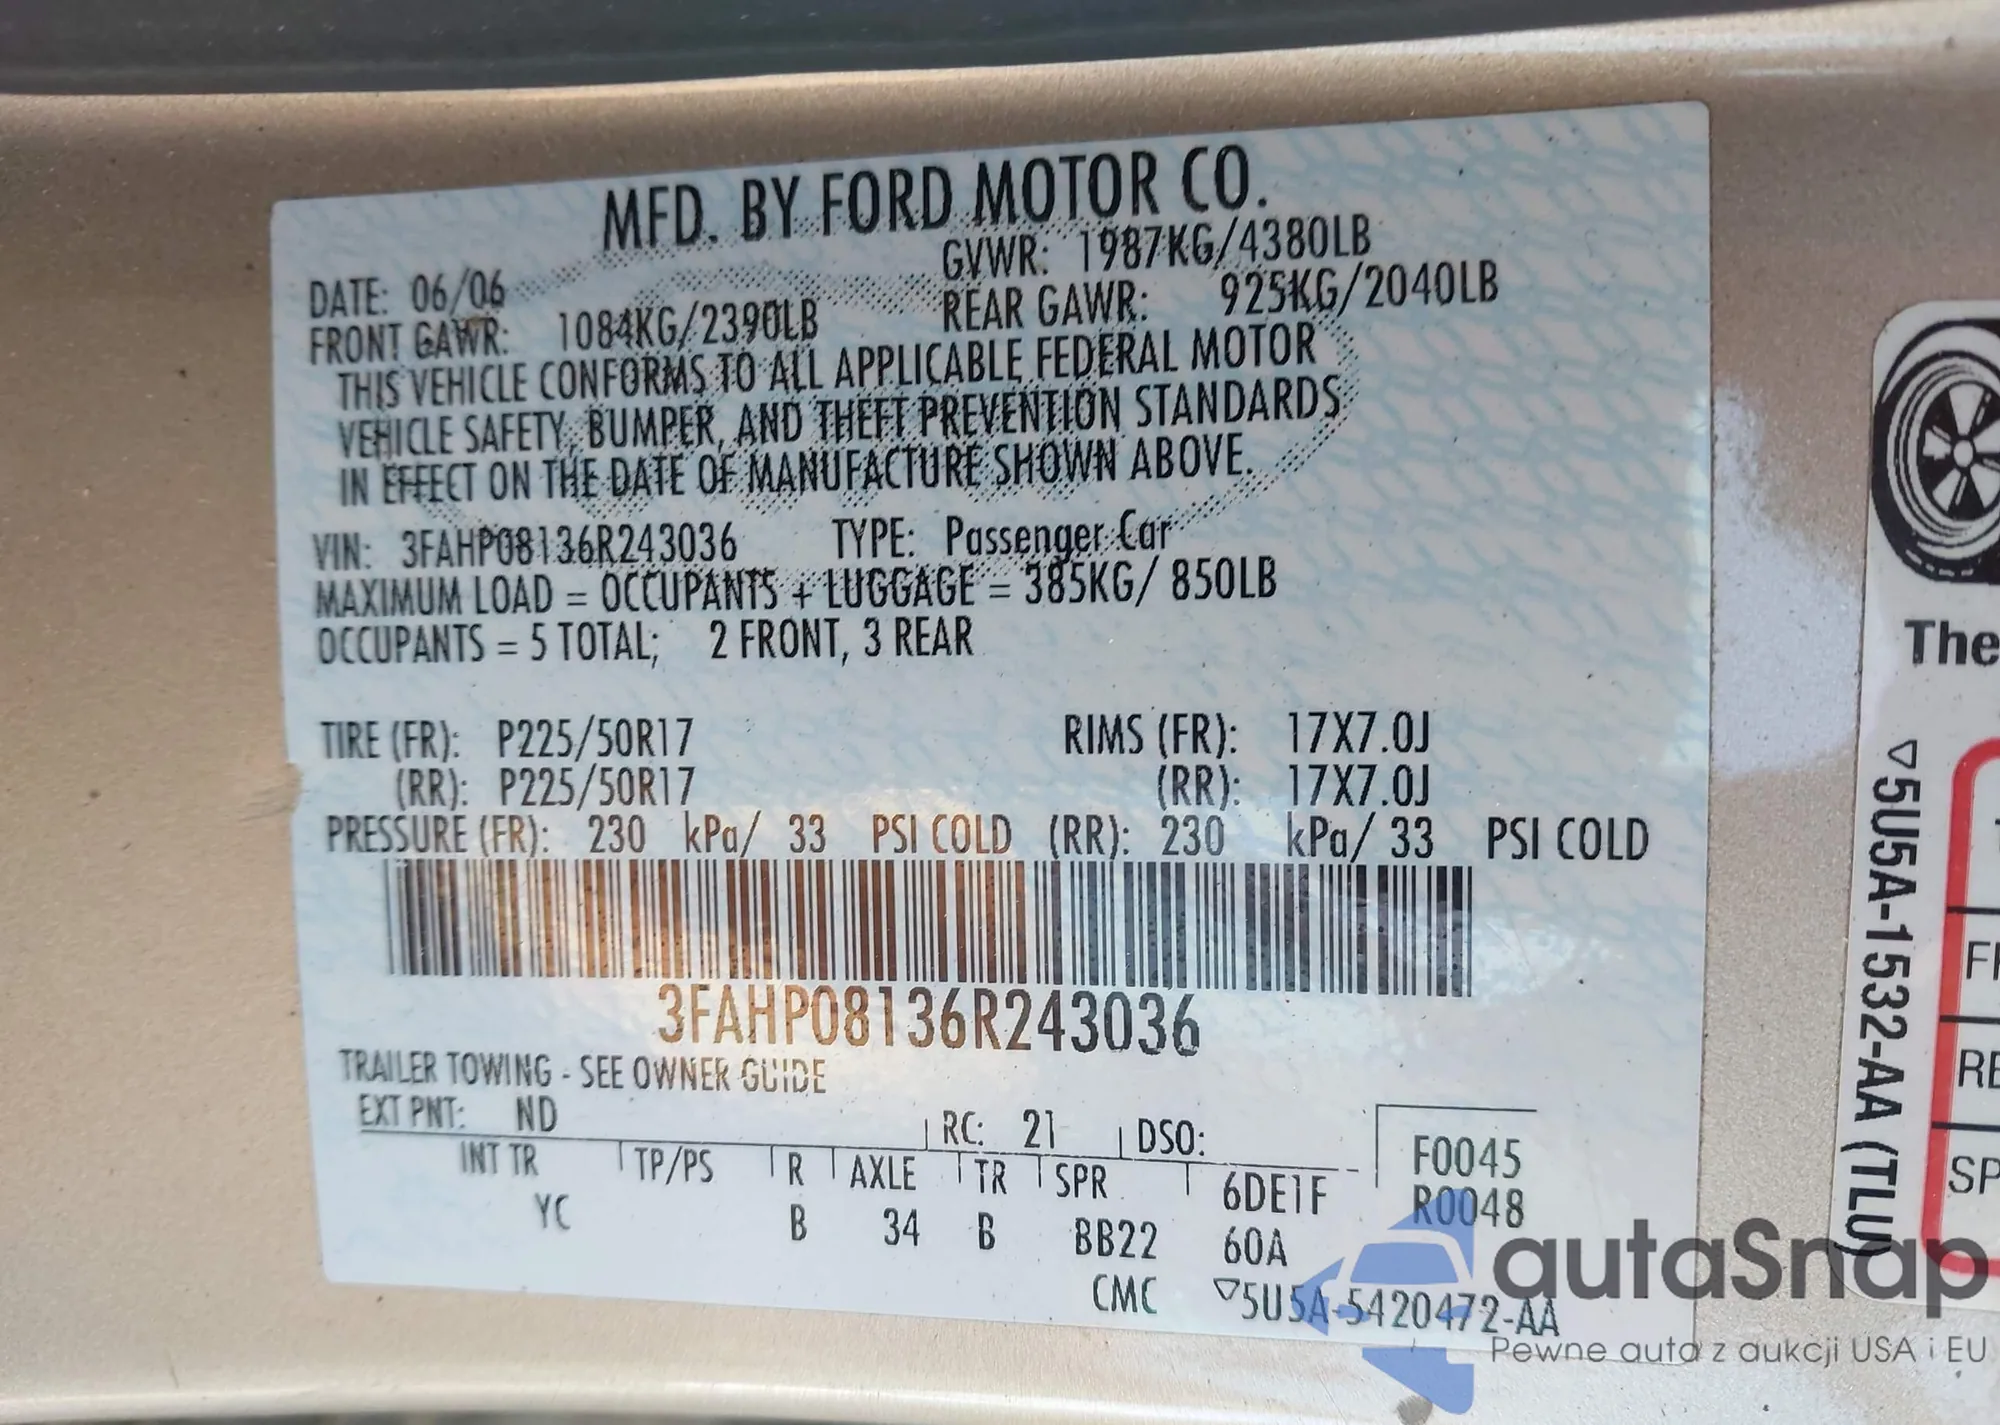 MFD. BY FORD MOTOR CO.
DATE: 06/06 GVWR: 1987KG/4380LB
FRONT GAWR: 1084KG/2390LB REAR GAWR: 925KG/2040LB
THIS VEHICLE CONFORMS TO ALL APPLICABLE FEDERAL MOTOR
VEHICLE SAFETY, BUMPER, AND THEFT PREVENTION STANDARDS
IN EFFECT ON THE DATE OF MANUFACTURE SHOWN ABOVE.
VIN: 3FAHP08136R243036 TYPE: Passenger Car
MAXIMUM LOAD = OCCUPANTS + LUGGAGE = 385KG/ 850LB
OCCUPANTS = 5 TOTAL; 2 FRONT, 3 REAR
TIRE (FR): P225/50R17 RIMS (FR): 17X7.0J
(RR): P225/50R17 (RR): 17X7.0J
PRESSURE (FR): 230 kPa/ 33 PSI COLD (RR): 230 kPa/ 33 PSI COLD
3FAHP08136R243036
TRAILER TOWING - SEE OWNER GUIDE
EXT PNT: ND RC: 21 DSO: F0045
INT TR TP/PS R AXLE TR SPR 6DE1F R0048
YC B 34 B BB22 60A
CMC ▽5U5A-5420472-AA
The
▽5U5A-1532-AA (TLU)
FR
RE
SP
autaSnap
Pewne auta z aukcji USA i EU